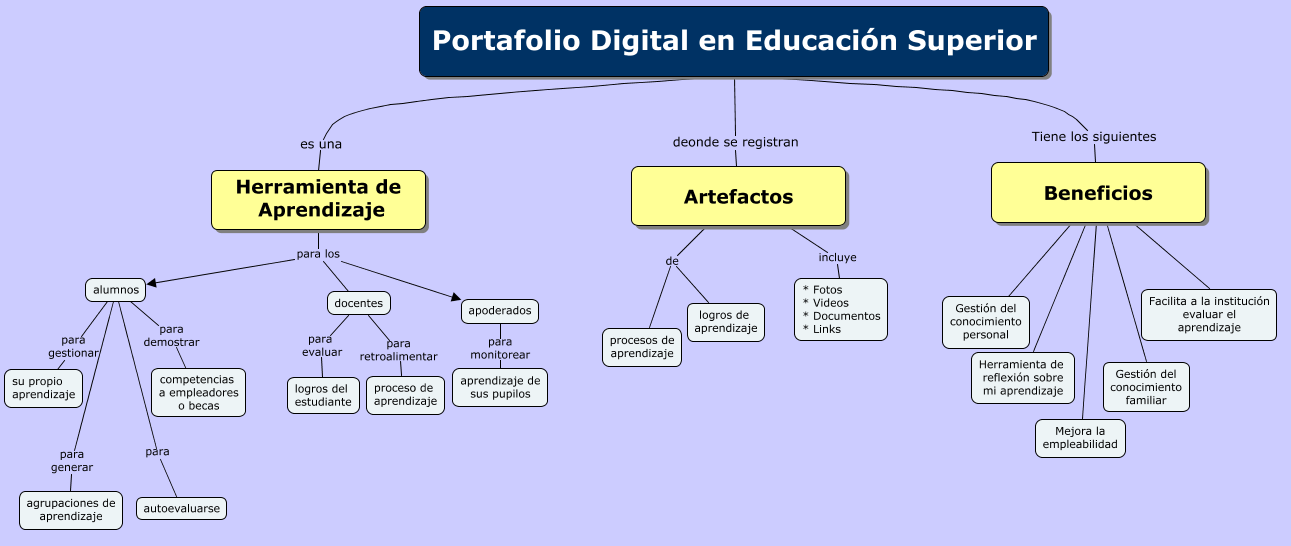 Portafolio Digital en Educación Superior
es una
deonde se registran
Tiene los siguientes
Herramienta de
Aprendizaje
Artefactos
Beneficios
para los
alumnos
docentes
apoderados
para
gestionar
su propio
aprendizaje
para
demostrar
competencias
a empleadores
o becas
para
generar
agrupaciones de
aprendizaje
para
autoevaluarse
para
evaluar
logros del
estudiante
para
retroalimentar
proceso de
aprendizaje
para
monitorear
aprendizaje de
sus pupilos
de
procesos de
aprendizaje
logros de
aprendizaje
incluye
* Fotos
* Videos
* Documentos
* Links
Gestión del
conocimiento
personal
Herramienta de
reflexión sobre
mi aprendizaje
Mejora la
empleabilidad
Gestión del
conocimiento
familiar
Facilita a la institución
evaluar el
aprendizaje